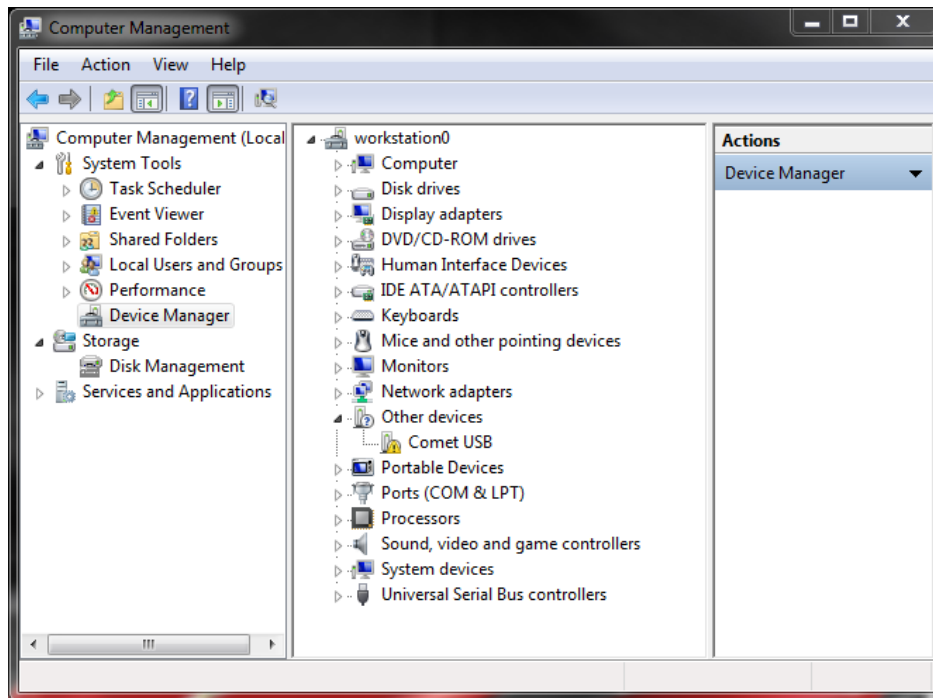 Computer Management
File Action View Help
Computer Management (Local
System Tools
Task Scheduler
Event Viewer
Shared Folders
Local Users and Groups
Performance
Device Manager
Storage
Disk Management
Services and Applications
workstation0
Computer
Disk drives
Display adapters
DVD/CD-ROM drives
Human Interface Devices
IDE ATA/ATAPI controllers
Keyboards
Mice and other pointing devices
Monitors
Network adapters
Other devices
Comet USB
Portable Devices
Ports (COM & LPT)
Processors
Sound, video and game controllers
System devices
Universal Serial Bus controllers
Actions
Device Manager